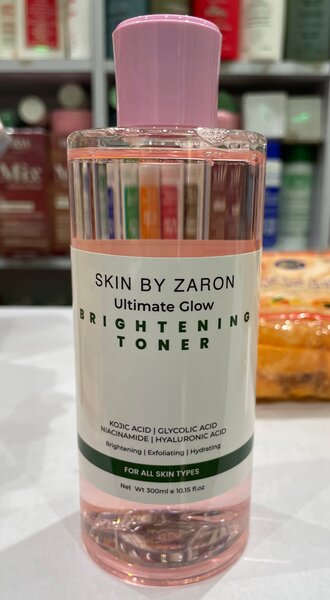 SKIN BY ZARON
Ultimate Glow
BRIGHTENING
TONER
KOJIC ACID | GLYCOLIC ACID
NIACINAMIDE | HYALURONIC ACID
Brightening | Exfoliating | Hydrating
FOR ALL SKIN TYPES
Net Wt 300ml e 10.15 fl.oz